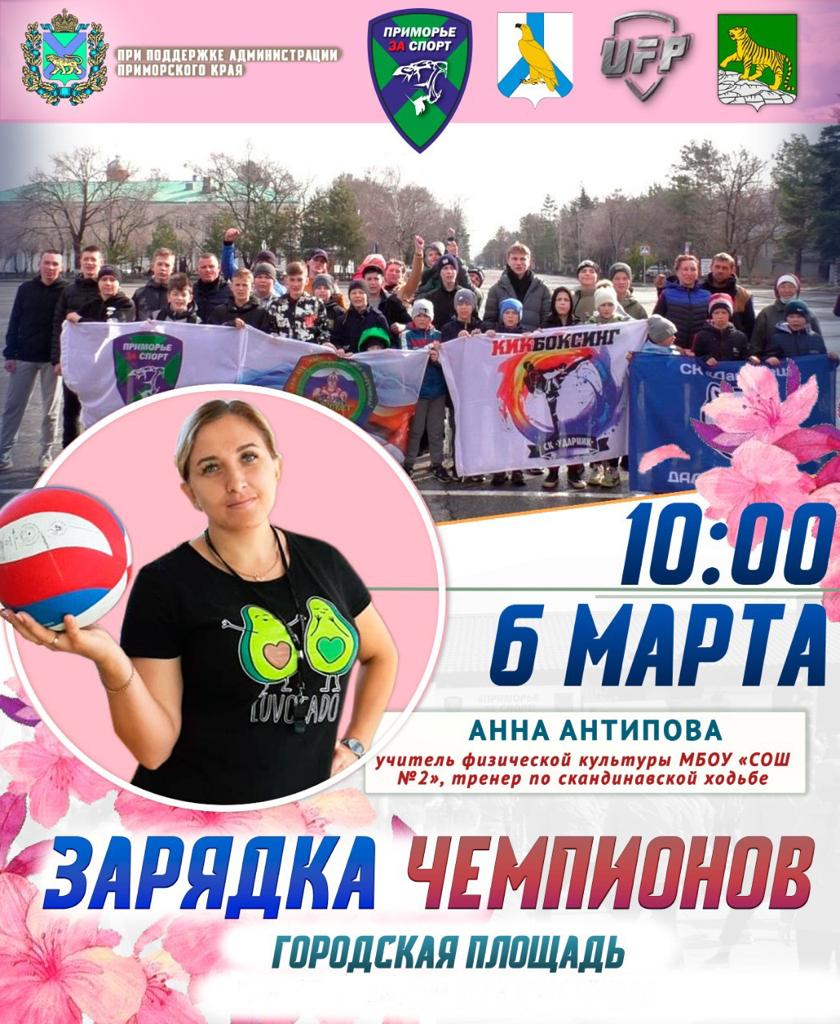 ПРИ ПОДДЕРЖКЕ АДМИНИСТРАЦИИ
ПРИМОРСКОГО КРАЯ
ПРИМОРЬЕ
ЗА СПОРТ
UFP
ПРИМОРЬЕ
ЗА СПОРТ
КИКБОКСИНГ
СК «УДАРНИК»
10:00
6 МАРТА
LUVOCADO
АННА АНТИПОВА
учитель физической культуры МБОУ «СОШ
№2», тренер по скандинавской ходьбе
ЗАРЯДКА ЧЕМПИОНОВ
ГОРОДСКАЯ ПЛОЩАДЬ